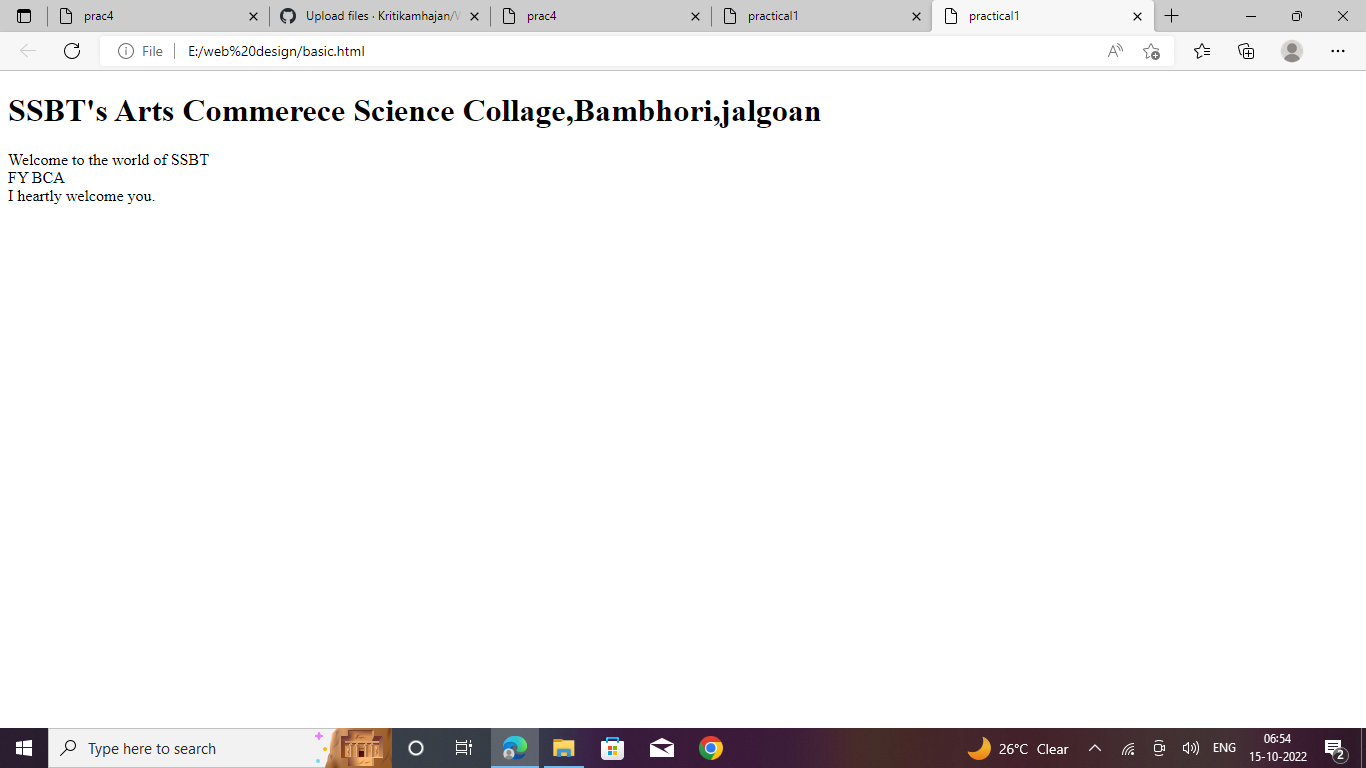 prac4
Upload files · Kritikamhajan/
prac4
practical1
practical1
File
E:/web%20design/basic.html
SSBT's Arts Commerece Science Collage,Bambhori,jalgoan
Welcome to the world of SSBT
FY BCA
I heartly welcome you.
Type here to search
26°C Clear
ENG
06:54
15-10-2022
2